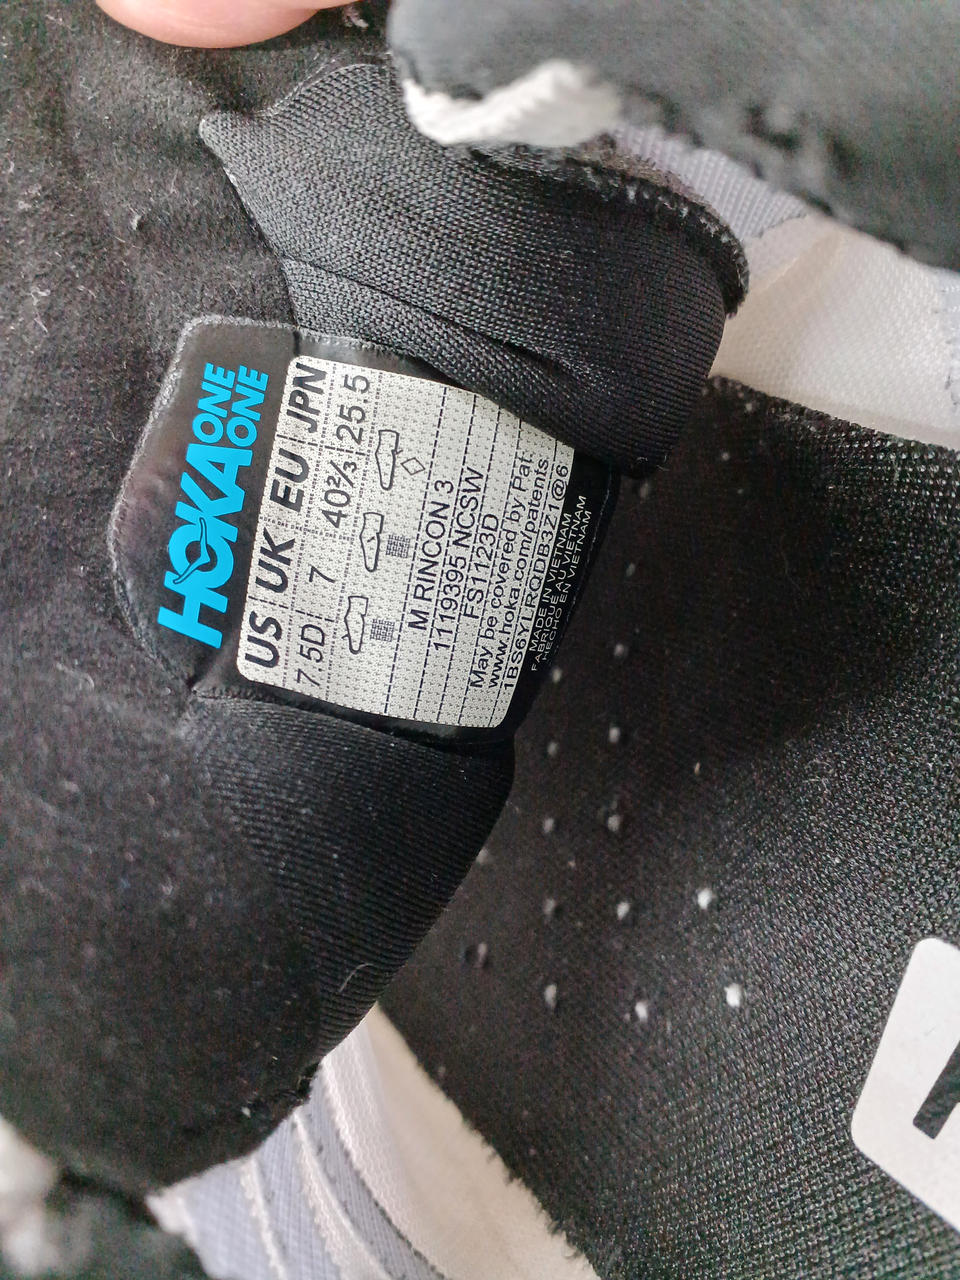 HOKA
ONE
ONE
US UK EU JPN
7.5D 7 40⅔ 25.5
M RINCON 3
1119395 NCSW
FS1123D
May be covered by Pat:
www.hoka.com/patents
1BS6YLRQDB3Z1@6
MADE IN VIETNAM
FABRIQUÉ AU VIETNAM
HECHO EN VIETNAM